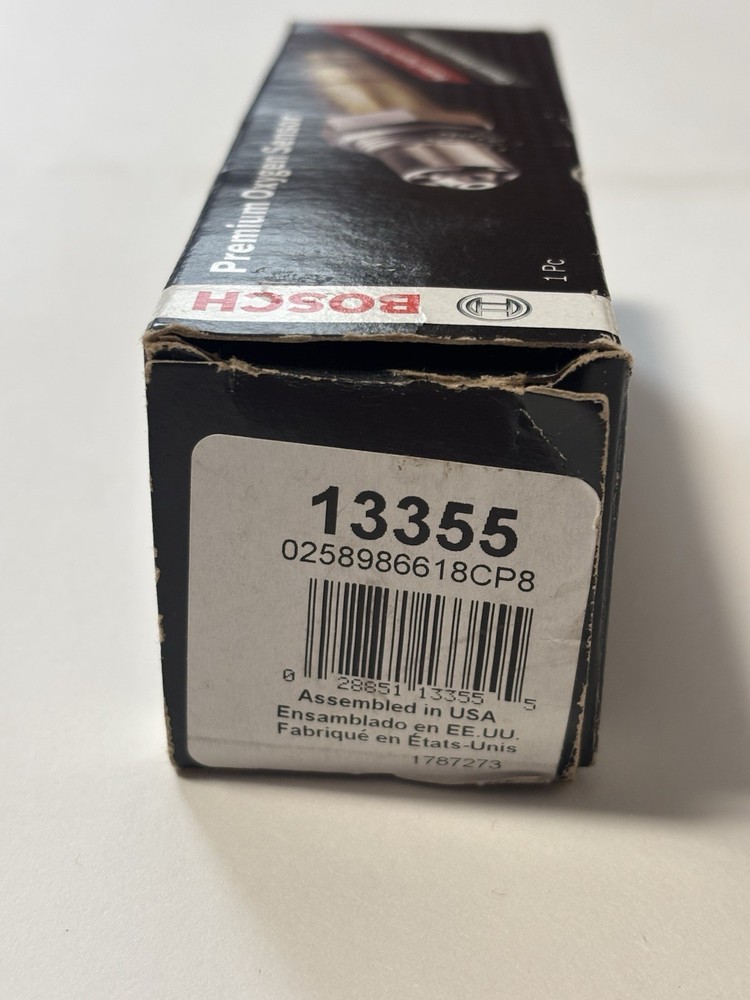 Premium Oxygen Sensor
1 Pc
BOSCH
13355
0258986618CP8
0 28851 13355 5
Assembled in USA
Ensamblado en EE.UU.
Fabriqué en États-Unis
1787273